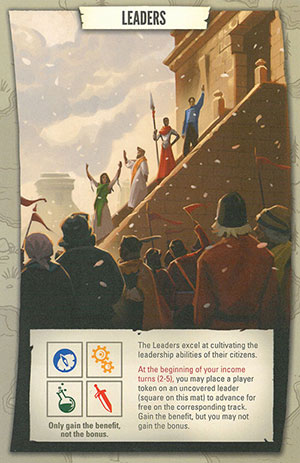 LEADERS
The Leaders excel at cultivating the
leadership abilities of their citizens.
At the beginning of your income
turns (2-5), you may place a player
token on an uncovered leader
(square on this mat) to advance for
free on the corresponding track.
Gain the benefit, but you may not
gain the bonus.
Only gain the benefit,
not the bonus.